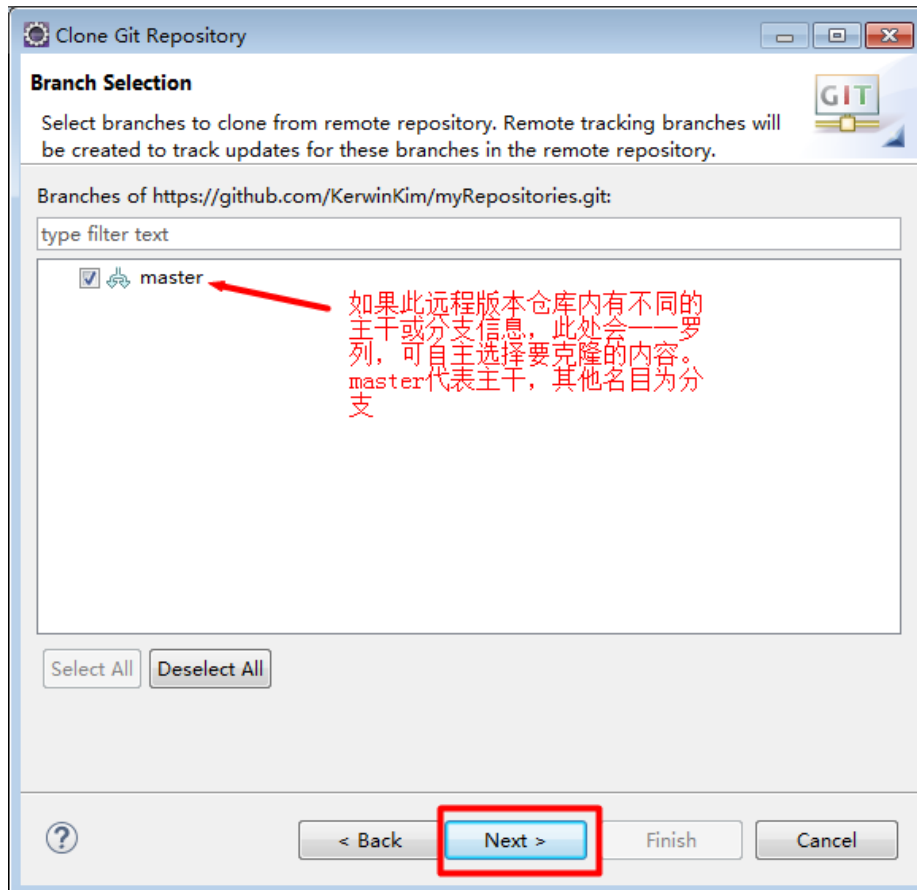 Clone Git Repository
Branch Selection
GIT
Select branches to clone from remote repository. Remote tracking branches will
be created to track updates for these branches in the remote repository.
Branches of https://github.com/KerwinKim/myRepositories.git:
type filter text
master
如果此远程版本仓库内有不同的
主干或分支信息，此处会一一罗
列，可自主选择要克隆的内容。
master代表主干，其他名目为分
支
Select All
Deselect All
?
< Back
Next >
Finish
Cancel